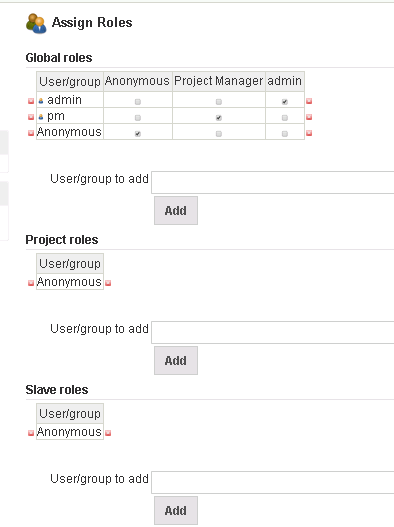 Assign Roles
Global roles
User/group Anonymous Project Manager admin
admin
pm
Anonymous
User/group to add
Add
Project roles
User/group
Anonymous
User/group to add
Add
Slave roles
User/group
Anonymous
User/group to add
Add